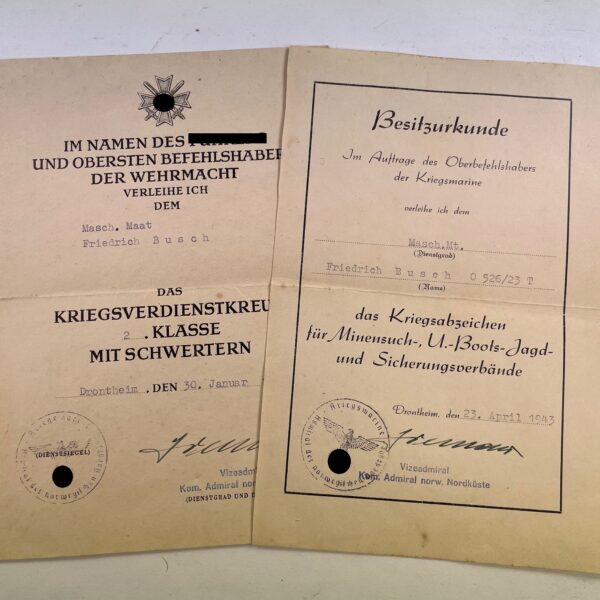 IM NAMEN DES
UND OBERSTEN BEFEHLSHABER
DER WEHRMACHT
VERLEIHE ICH
DEM
Masch. Maat
Friedrich Busch
DAS
KRIEGSVERDIENSTKREU
2 . KLASSE
MIT SCHWERTERN
Drontheim , DEN 30. Januar
(DIENSTSIEGEL)
Vizeadmiral
Kom. Admiral norw. Nordküste
(DIENSTGRAD UND D
Besitzurkunde
Im Auftrage des Oberbefehlshabers
der Kriegsmarine
verleihe ich dem
Masch.Mt.
(Dienstgrad)
Friedrich Busch O 526/23 T
(Name)
das Kriegsabzeichen
für Minensuch-, U.-Boots-Jagd-
und Sicherungsverbände
Drontheim, den 23. April 1943
Kriegsmarine
Vizeadmiral
Kom. Admiral norw. Nordküste